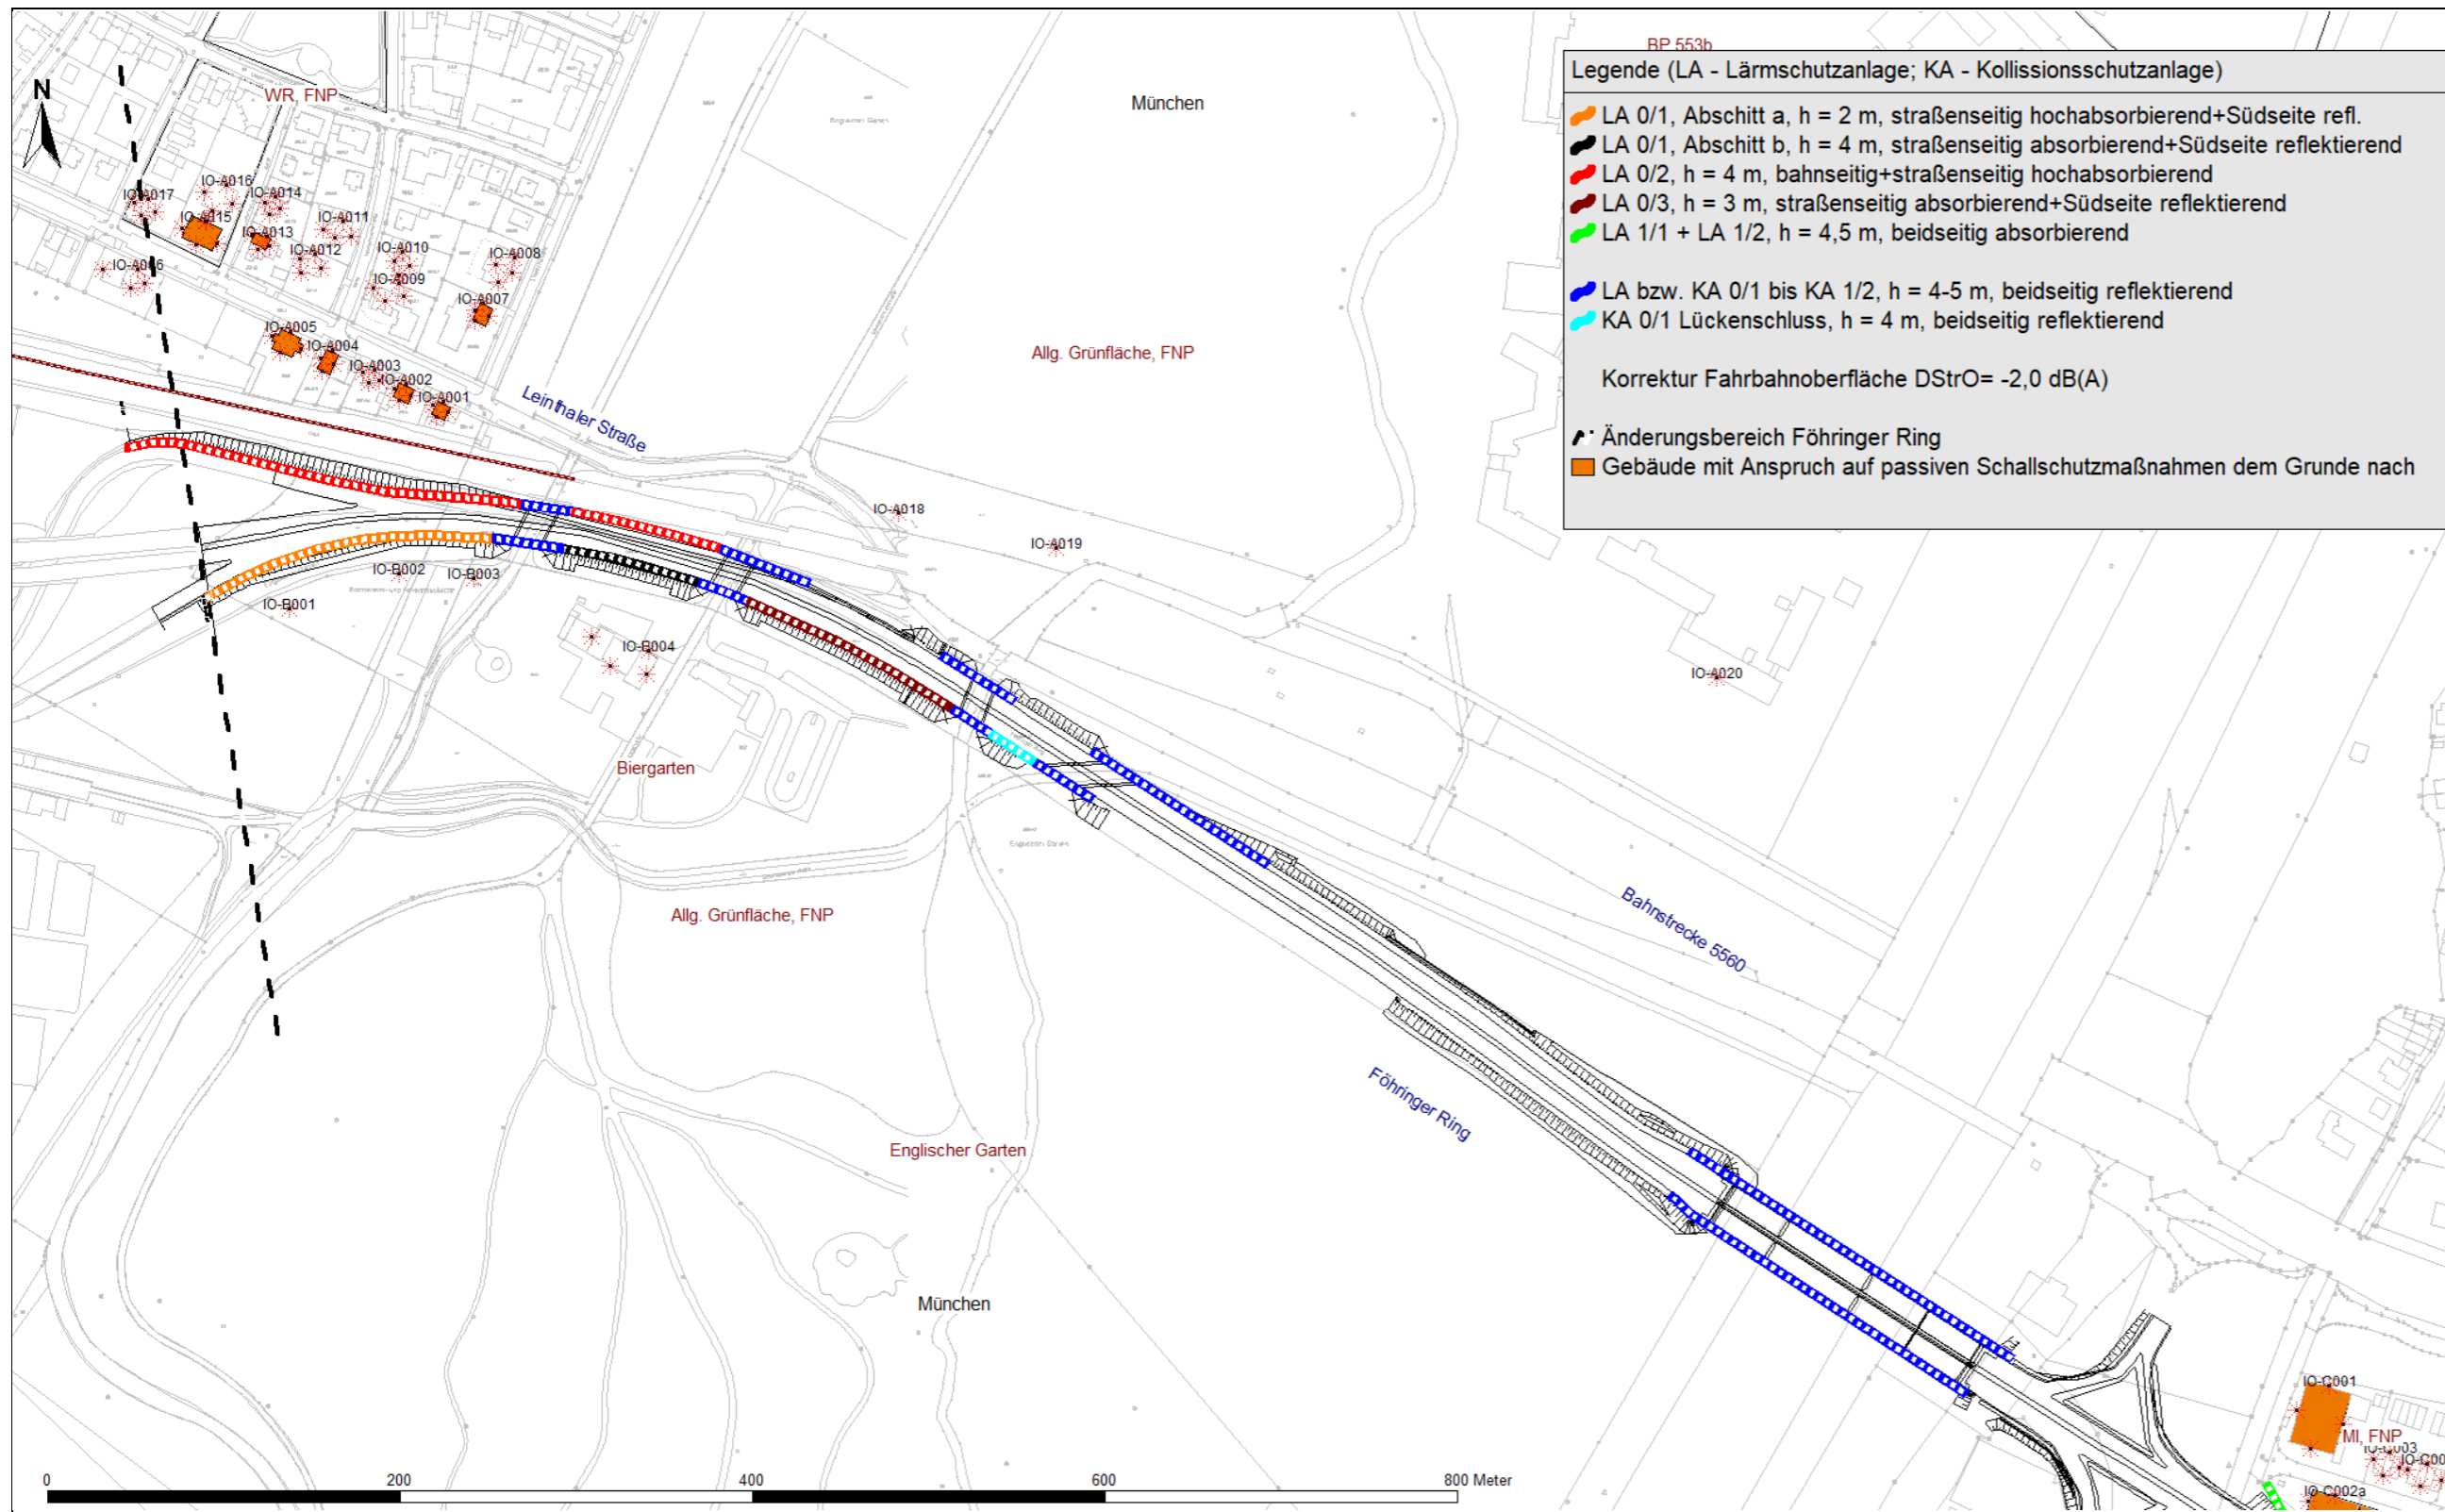 BP 553b
Legende (LA - Lärmschutzanlage; KA - Kollissionsschutzanlage)
LA 0/1, Abschitt a, h = 2 m, straßenseitig hochabsorbierend+Südseite refl.
LA 0/1, Abschitt b, h = 4 m, straßenseitig absorbierend+Südseite reflektierend
LA 0/2, h = 4 m, bahnseitig+straßenseitig hochabsorbierend
LA 0/3, h = 3 m, straßenseitig absorbierend+Südseite reflektierend
LA 1/1 + LA 1/2, h = 4,5 m, beidseitig absorbierend
LA bzw. KA 0/1 bis KA 1/2, h = 4-5 m, beidseitig reflektierend
KA 0/1 Lückenschluss, h = 4 m, beidseitig reflektierend
Korrektur Fahrbahnoberfläche DStrO= -2,0 dB(A)
Änderungsbereich Föhringer Ring
Gebäude mit Anspruch auf passiven Schallschutzmaßnahmen dem Grunde nach
N
WR, FNP
München
IO-A017
IO-A016
IO-A014
IO-A015
IO-A011
IO-A013
IO-A012
IO-A010
IO-A008
IO-A006
IO-A009
IO-A007
IO-A005
IO-A004
IO-A003
IO-A002
IO-A001
Allg. Grünfläche, FNP
Leinthaler Straße
IO-A018
IO-A019
IO-B002
IO-B003
IO-B001
IO-B004
IO-A020
Biergarten
Englischer Garten
Allg. Grünfläche, FNP
Bahnstrecke 5560
Föhringer Ring
Englischer Garten
München
IO-C001
MI, FNP
IO-C003
IO-C00
IO-C002a
0
200
400
600
800 Meter